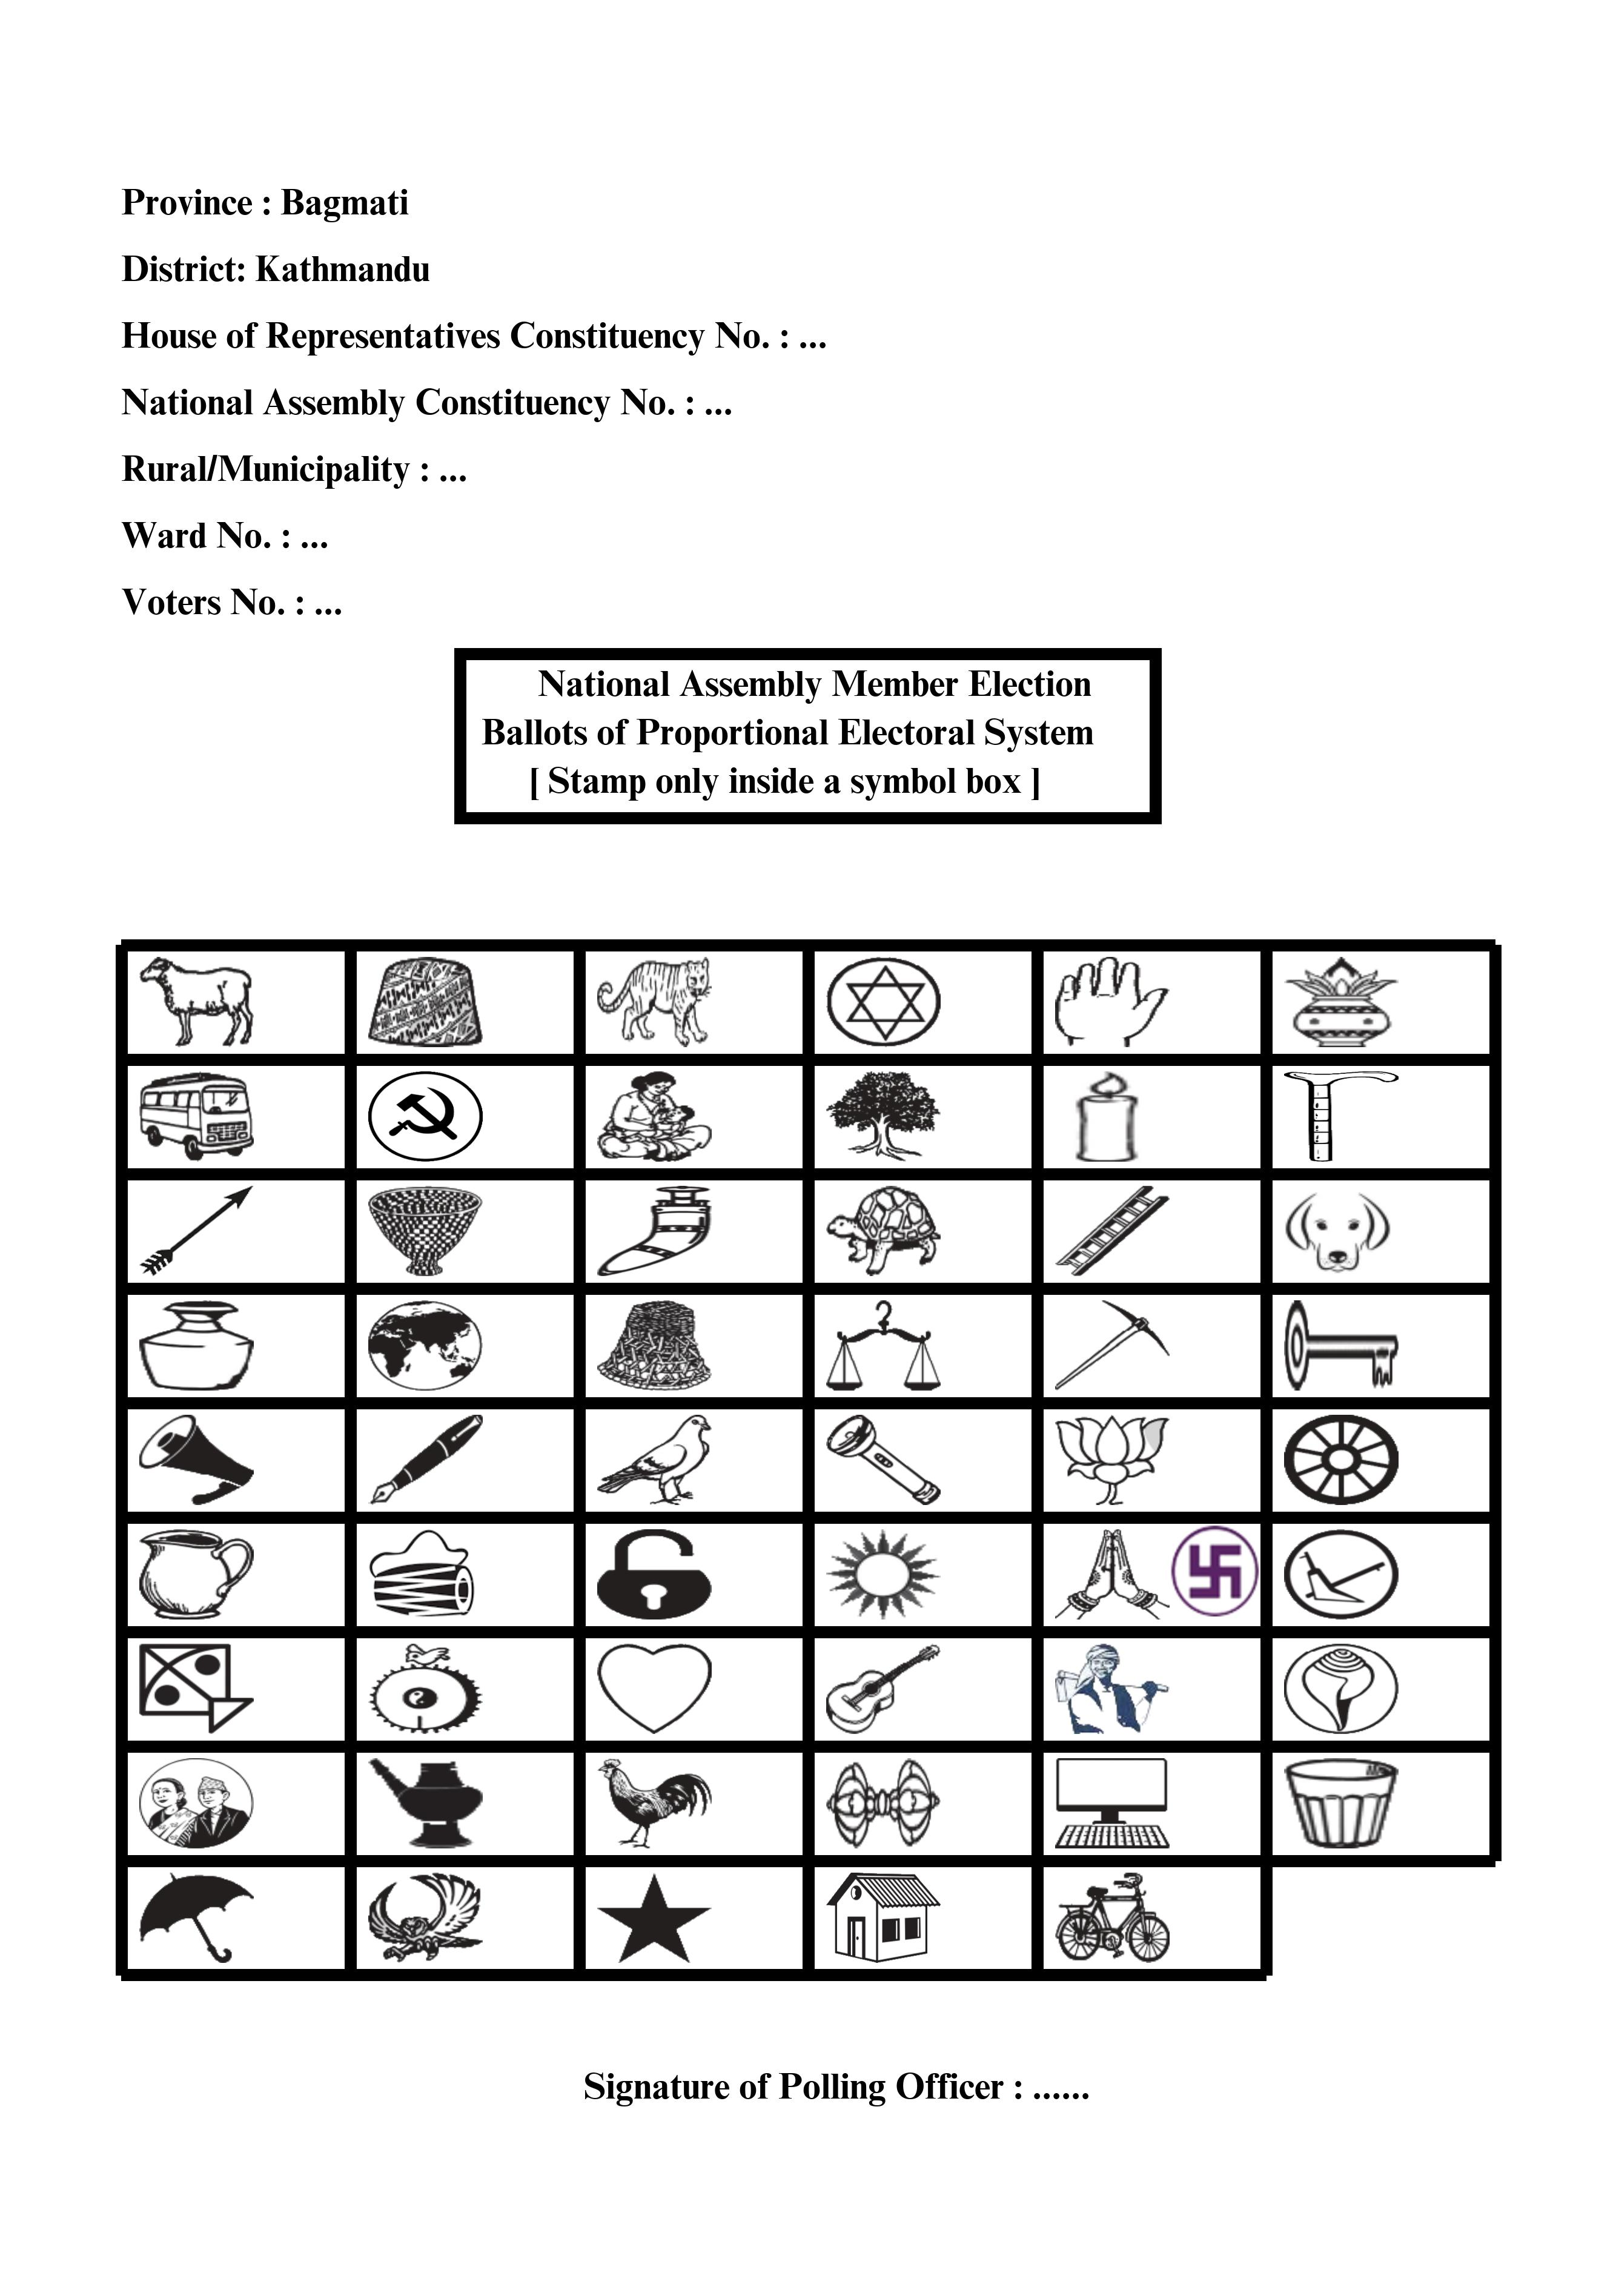 Province : Bagmati
District: Kathmandu
House of Representatives Constituency No. : ...
National Assembly Constituency No. : ...
Rural/Municipality : ...
Ward No. : ...
Voters No. : ...
National Assembly Member Election
Ballots of Proportional Electoral System
[ Stamp only inside a symbol box ]
Signature of Polling Officer : ......